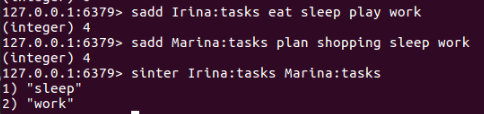 127.0.0.1:6379> sadd Irina:tasks eat sleep play work
(integer) 4
127.0.0.1:6379> sadd Marina:tasks plan shopping sleep work
(integer) 4
127.0.0.1:6379> sinter Irina:tasks Marina:tasks
1) "sleep"
2) "work"